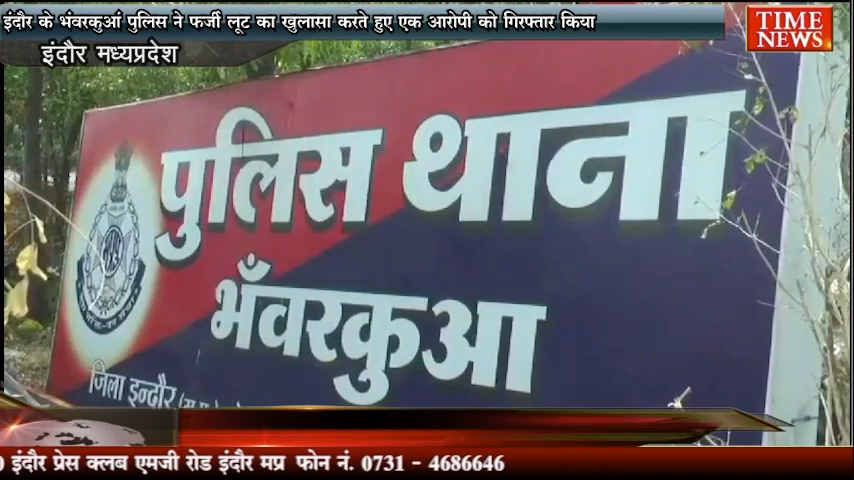 इंदौर के भंवरकुआं पुलिस ने फर्जी लूट का खुलासा करते हुए एक आरोपी को गिरफ्तार किया
TIME
NEWS
इंदौर मध्यप्रदेश
पुलिस थाना
भँवरकुआ
जिला इन्दौर
इंदौर प्रेस क्लब एमजी रोड इंदौर मप्र फोन नं. 0731 - 4686646